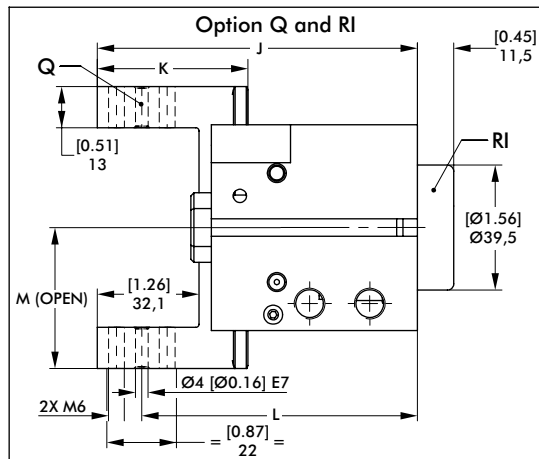 Option Q and RI
[0.45]
11,5
J
K
Q
[0.51]
13
RI
[Ø1.56]
Ø39,5
[1.26]
32,1
M (OPEN)
Ø4 [Ø0.16] E7
2X M6
L
= [0.87] =
22